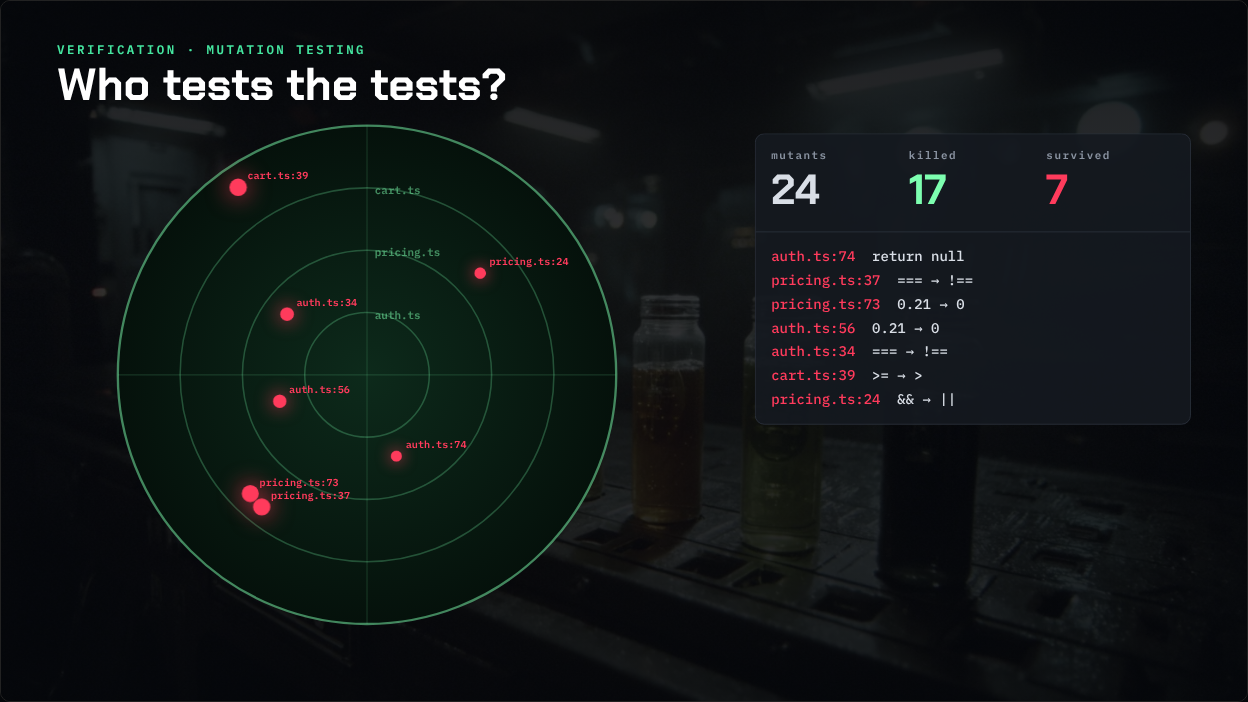 VERIFICATION · MUTATION TESTING
Who tests the tests?
cart.ts:39
cart.ts
pricing.ts
pricing.ts:24
auth.ts:34
auth.ts
auth.ts:56
auth.ts:74
pricing.ts:73
pricing.ts:37
mutants killed survived
24 17 7
auth.ts:74 return null
pricing.ts:37 === → !==
pricing.ts:73 0.21 → 0
auth.ts:56 0.21 → 0
auth.ts:34 === → !==
cart.ts:39 >= → >
pricing.ts:24 && → ||